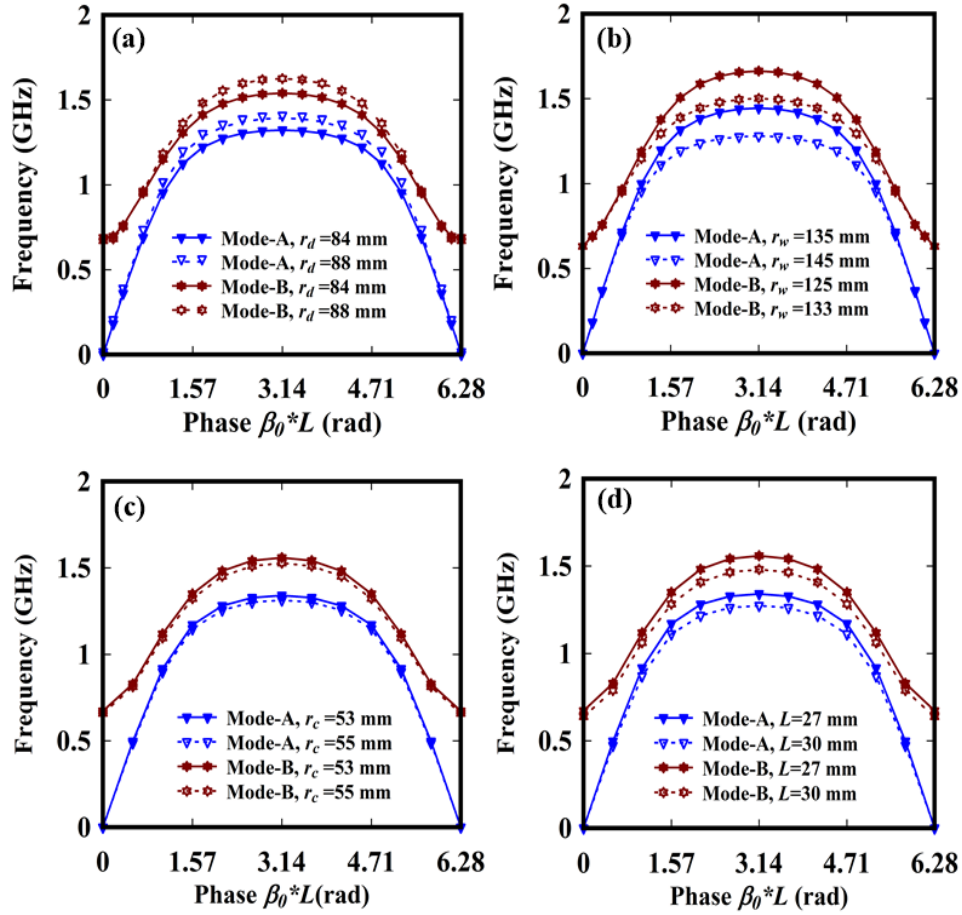 (a)
2
1.5
1
0.5
0
Frequency (GHz)
Mode-A, r_d =84 mm
Mode-A, r_d =88 mm
Mode-B, r_d =84 mm
Mode-B, r_d =88 mm
0 1.57 3.14 4.71 6.28
Phase β₀*L (rad)
(b)
2
1.5
1
0.5
0
Frequency (GHz)
Mode-A, r_w =135 mm
Mode-A, r_w =145 mm
Mode-B, r_w =125 mm
Mode-B, r_w =133 mm
0 1.57 3.14 4.71 6.28
Phase β₀*L (rad)
(c)
2
1.5
1
0.5
0
Frequency (GHz)
Mode-A, r_c =53 mm
Mode-A, r_c =55 mm
Mode-B, r_c =53 mm
Mode-B, r_c =55 mm
0 1.57 3.14 4.71 6.28
Phase β₀*L(rad)
(d)
2
1.5
1
0.5
0
Frequency (GHz)
Mode-A, L=27 mm
Mode-A, L=30 mm
Mode-B, L=27 mm
Mode-B, L=30 mm
0 1.57 3.14 4.71 6.28
Phase β₀*L (rad)